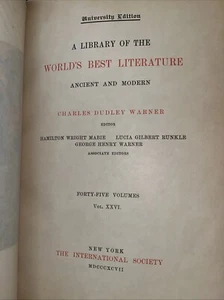 University Edition
A LIBRARY OF THE
WORLD'S BEST LITERATURE
ANCIENT AND MODERN
CHARLES DUDLEY WARNER
EDITOR
HAMILTON WRIGHT MABIE LUCIA GILBERT RUNKLE
GEORGE HENRY WARNER
ASSOCIATE EDITORS
FORTY-FIVE VOLUMES
VOL. XXVI.
NEW YORK
THE INTERNATIONAL SOCIETY
MDCCCXCVII